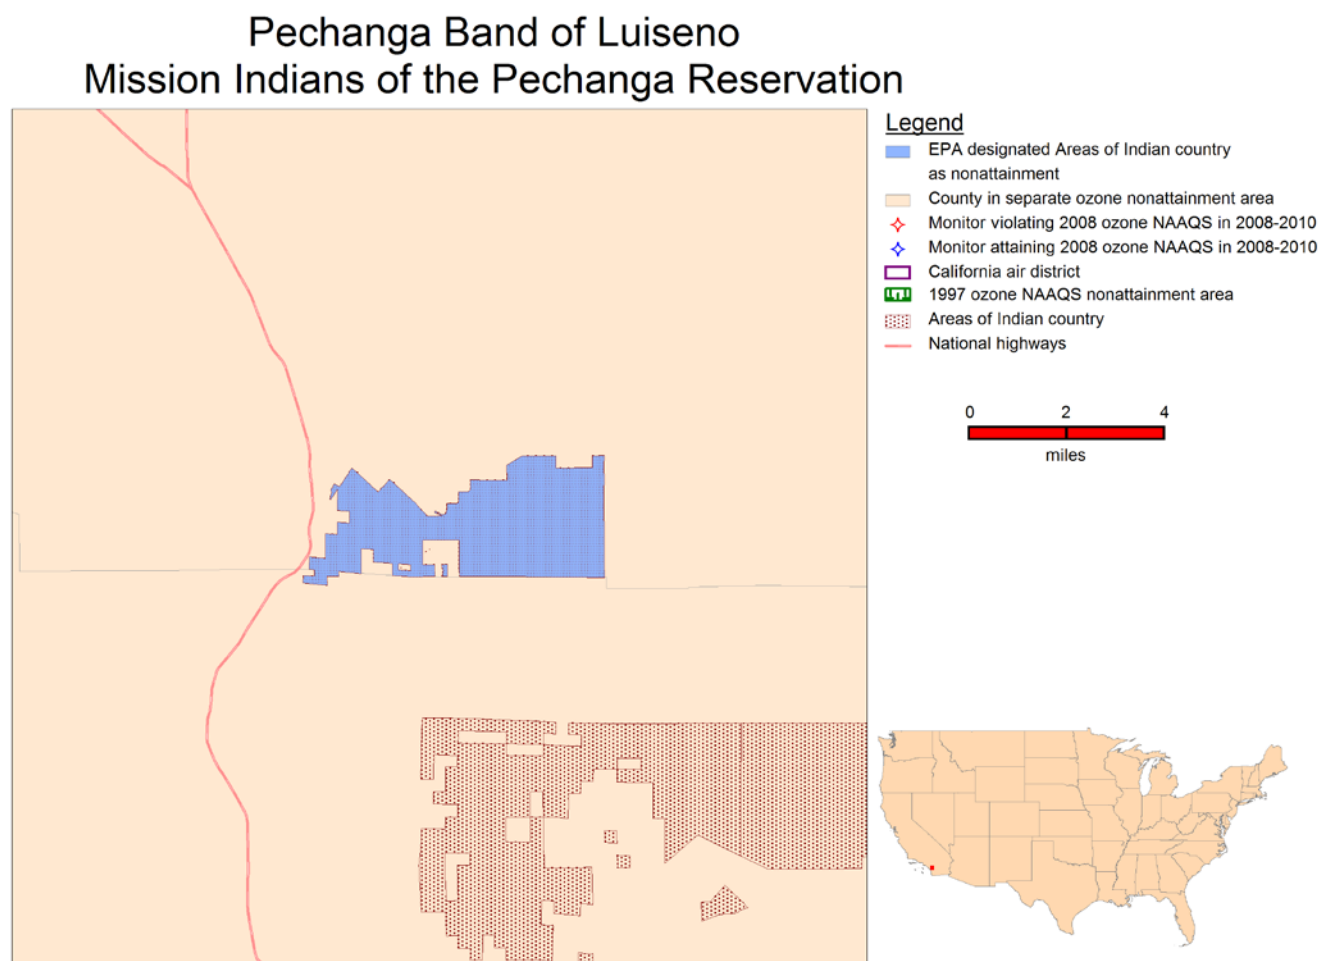 Pechanga Band of Luiseno
Mission Indians of the Pechanga Reservation
Legend
EPA designated Areas of Indian country
as nonattainment
County in separate ozone nonattainment area
Monitor violating 2008 ozone NAAQS in 2008-2010
Monitor attaining 2008 ozone NAAQS in 2008-2010
California air district
1997 ozone NAAQS nonattainment area
Areas of Indian country
National highways
0 2 4
miles